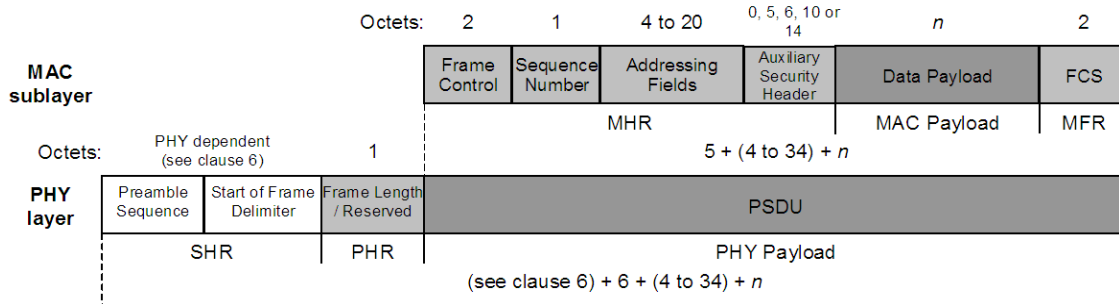 Octets: 2 1 4 to 20 0, 5, 6, 10 or 14 n 2
MAC sublayer
Frame Control
Sequence Number
Addressing Fields
Auxiliary Security Header
Data Payload
FCS
MHR MAC Payload MFR
Octets: PHY dependent (see clause 6) 1 5 + (4 to 34) + n
PHY layer
Preamble Sequence
Start of Frame Delimiter
Frame Length / Reserved
PSDU
SHR PHR PHY Payload
(see clause 6) + 6 + (4 to 34) + n